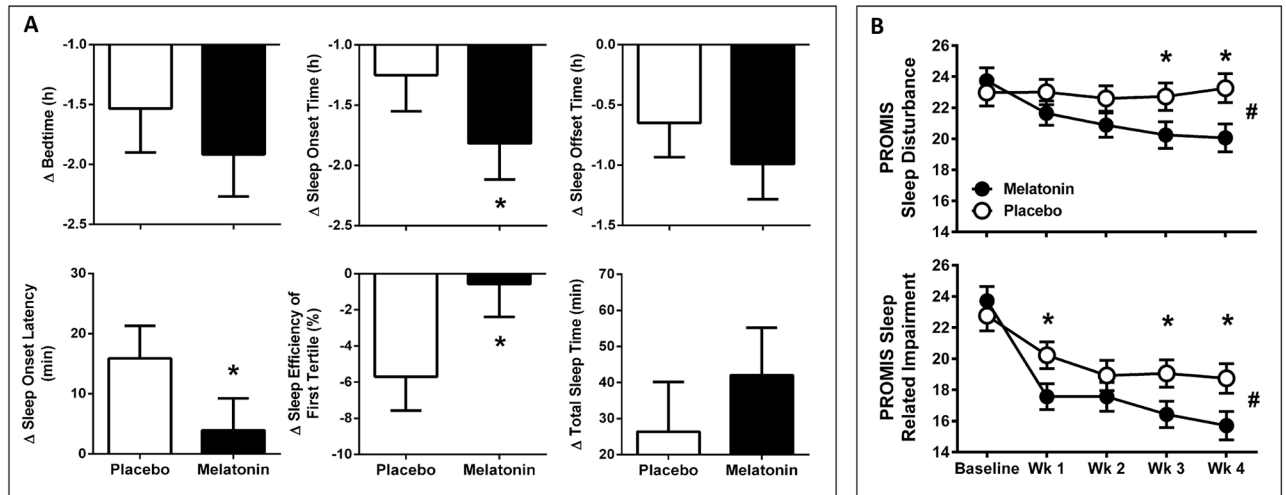 A
-1.0
-1.5
-2.0
-2.5
Δ Bedtime (h)
-1.0
-1.5
-2.0
-2.5
Δ Sleep Onset Time (h)
*
0.0
-0.5
-1.0
-1.5
Δ Sleep Offset Time (h)
30
20
10
0
Δ Sleep Onset Latency
(min)
*
Placebo
Melatonin
0
-2
-4
-6
-8
-10
Δ Sleep Efficiency of
First Tertile (%)
*
Placebo
Melatonin
70
60
50
40
30
20
Δ Total Sleep Time (min)
Placebo
Melatonin
B
26
24
22
20
18
16
14
PROMIS
Sleep Disturbance
* *
#
Melatonin
Placebo
26
24
22
20
18
16
14
PROMIS Sleep
Related Impairment
* * *
#
Baseline Wk 1 Wk 2 Wk 3 Wk 4